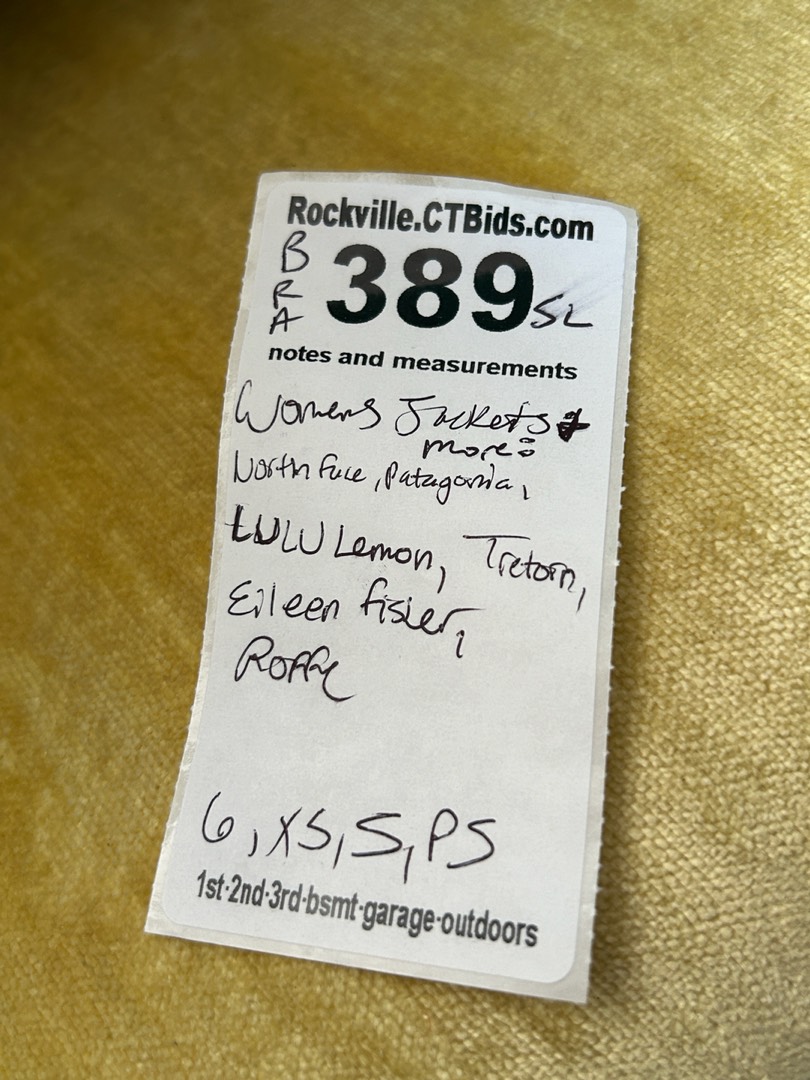 Rockville.CTBids.com
BRA
389 SL
notes and measurements
Womens Jackets +
more:
North Face, Patagonia,
LULU Lemon, Tretorn,
Eileen fisher,
6, XS, S, PS
1st-2nd-3rd-bsmt-garage-outdoors